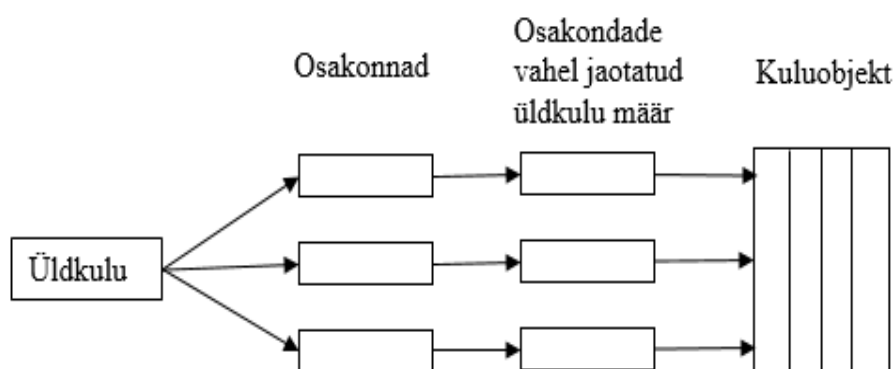 Osakonnad
Osakondade
vahel jaotatud
üldkulu määr
Kuluobjekt
Üldkulu